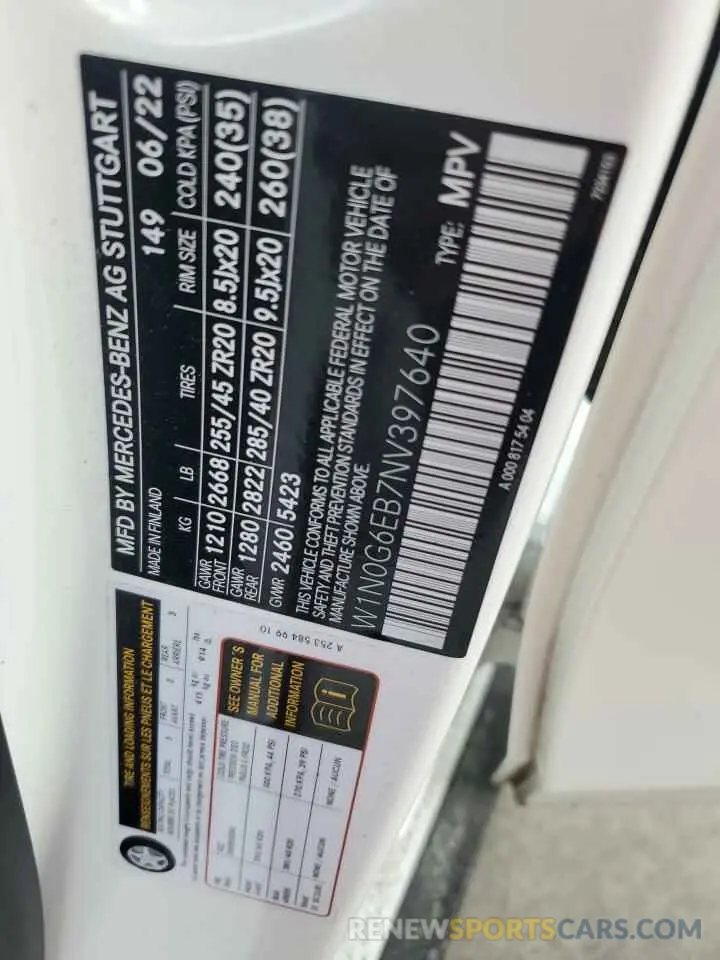 MFD BY MERCEDES-BENZ AG STUTTGART
MADE IN FINLAND 149 06/22
KG LB TIRES RIM SIZE COLD KPA(PSI)
GAWR FRONT 1210 2668 255/45 ZR20 8.5Jx20 240(35)
GAWR REAR 1280 2822 285/40 ZR20 9.5Jx20 260(38)
GVWR 2460 5423
THIS VEHICLE CONFORMS TO ALL APPLICABLE FEDERAL MOTOR VEHICLE
SAFETY AND THEFT PREVENTION STANDARDS IN EFFECT ON THE DATE OF
MANUFACTURE SHOWN ABOVE.
W1N0G6EB7NV397640 TYPE: MPV
A 000 817 54 04
A 253 584 99 10
TIRE AND LOADING INFORMATION
RENSEIGNEMENTS SUR LES PNEUS ET LE CHARGEMENT
SEE OWNER'S
MANUAL FOR
ADDITIONAL
INFORMATION
RENEWSPORTSCARS.COM